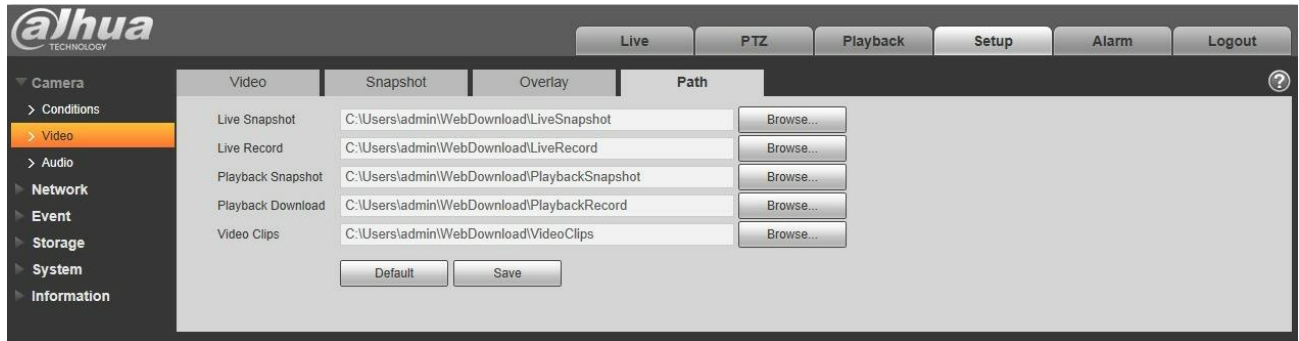 alhua
TECHNOLOGY
Live PTZ Playback Setup Alarm Logout
Camera
> Conditions
> Video
> Audio
Network
Event
Storage
System
Information
Video Snapshot Overlay Path ?
Live Snapshot C:\Users\admin\WebDownload\LiveSnapshot Browse...
Live Record C:\Users\admin\WebDownload\LiveRecord Browse...
Playback Snapshot C:\Users\admin\WebDownload\PlaybackSnapshot Browse...
Playback Download C:\Users\admin\WebDownload\PlaybackRecord Browse...
Video Clips C:\Users\admin\WebDownload\VideoClips Browse...
Default Save